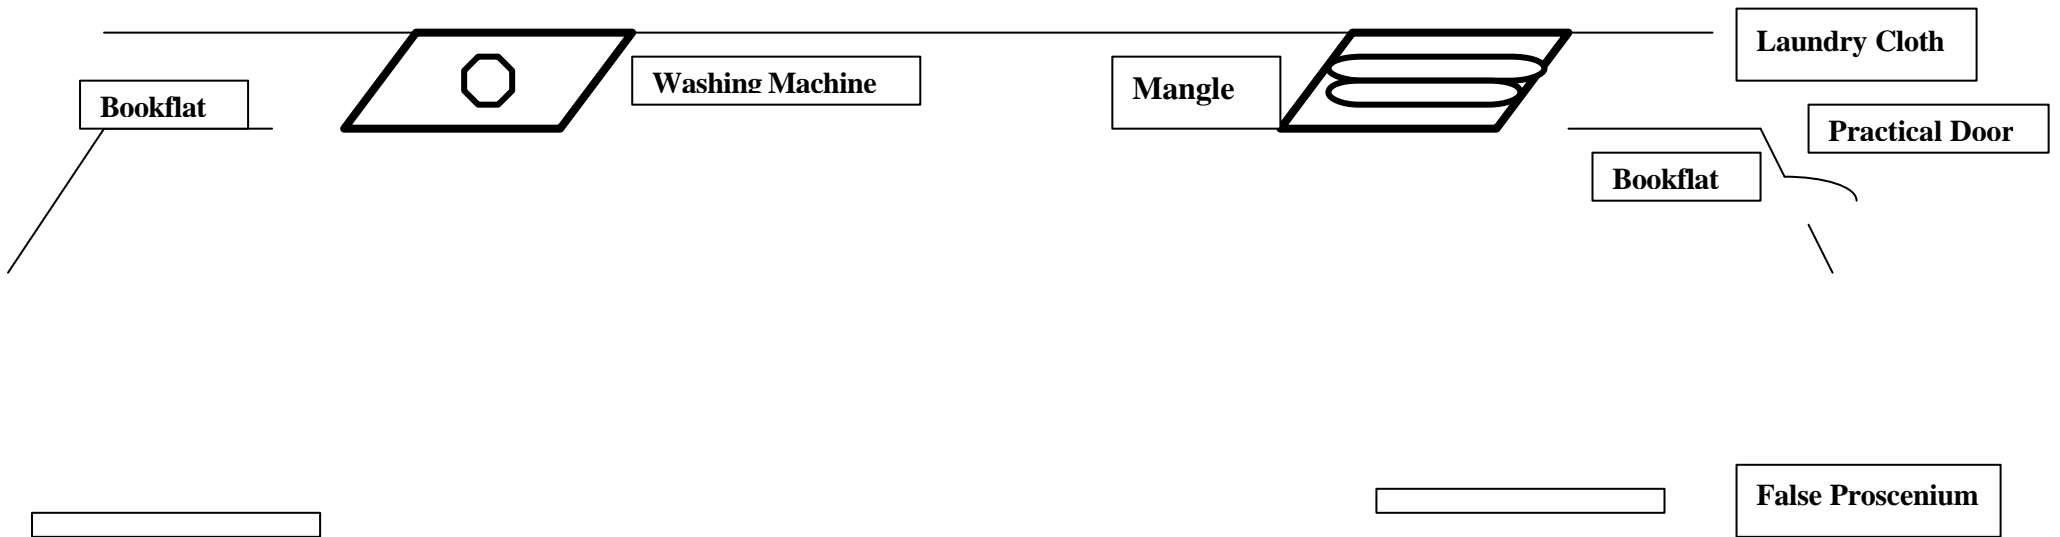 Laundry Cloth
Washing Machine
Mangle
Bookflat
Practical Door
Bookflat
False Proscenium